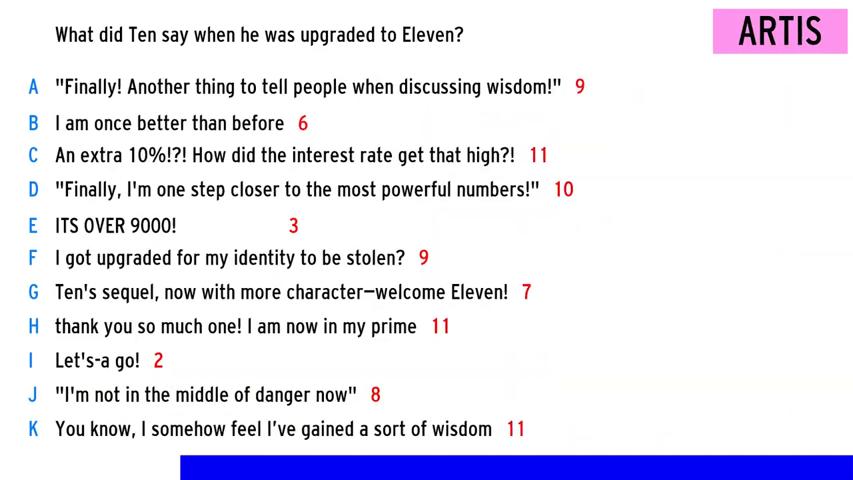 What did Ten say when he was upgraded to Eleven?
ARTIS
A "Finally! Another thing to tell people when discussing wisdom!" 9
B I am once better than before 6
C An extra 10%!?! How did the interest rate get that high?! 11
D "Finally, I'm one step closer to the most powerful numbers!" 10
E ITS OVER 9000! 3
F I got upgraded for my identity to be stolen? 9
G Ten's sequel, now with more character—welcome Eleven! 7
H thank you so much one! I am now in my prime 11
I Let's-a go! 2
J "I'm not in the middle of danger now" 8
K You know, I somehow feel I've gained a sort of wisdom 11